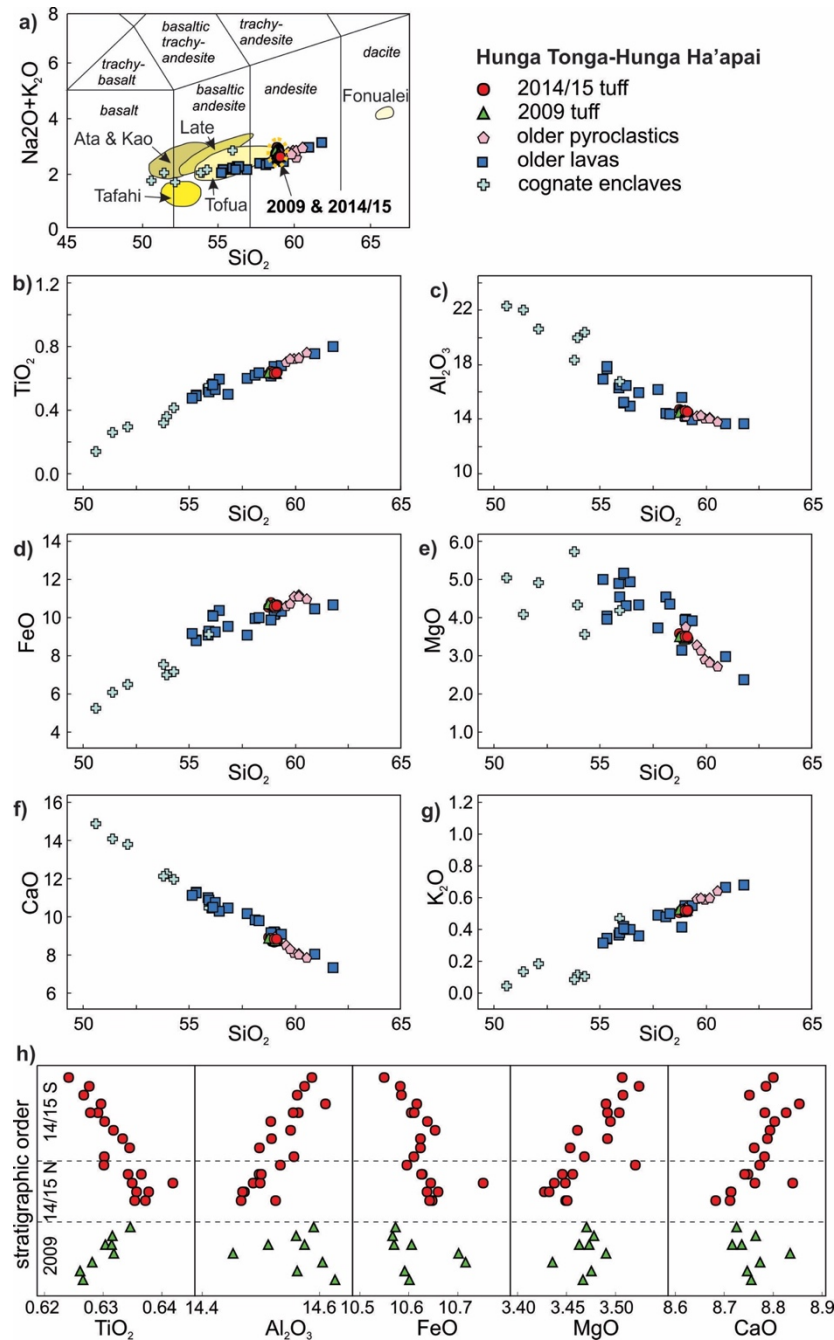 a)
8
6
4
2
0
Na2O+K₂O
trachy-
basalt
basaltic
trachy-
andesite
trachy-
andesite
dacite
basalt
basaltic
andesite
andesite
Fonualei
Ata & Kao
Late
Tafahi
Tofua
2009 & 2014/15
45 50 55 60 65
SiO₂
Hunga Tonga-Hunga Ha'apai
2014/15 tuff
2009 tuff
older pyroclastics
older lavas
cognate enclaves
b)
1.2
0.8
0.4
0.0
TiO₂
50 55 60 65
SiO₂
c)
22
18
14
10
Al₂O₃
50 55 60 65
SiO₂
d)
14
12
10
8
6
4
FeO
50 55 60 65
SiO₂
e)
6.0
5.0
4.0
3.0
2.0
1.0
MgO
50 55 60 65
SiO₂
f)
16
14
12
10
8
6
CaO
50 55 60 65
SiO₂
g)
1.2
1.0
0.8
0.6
0.4
0.2
0.0
K₂O
50 55 60 65
SiO₂
h)
stratigraphic order
14/15 S
14/15 N
2009
0.62 0.63 0.64
TiO₂
14.4 14.6
Al₂O₃
10.5 10.6 10.7
FeO
3.40 3.45 3.50
MgO
8.6 8.7 8.8 8.9
CaO